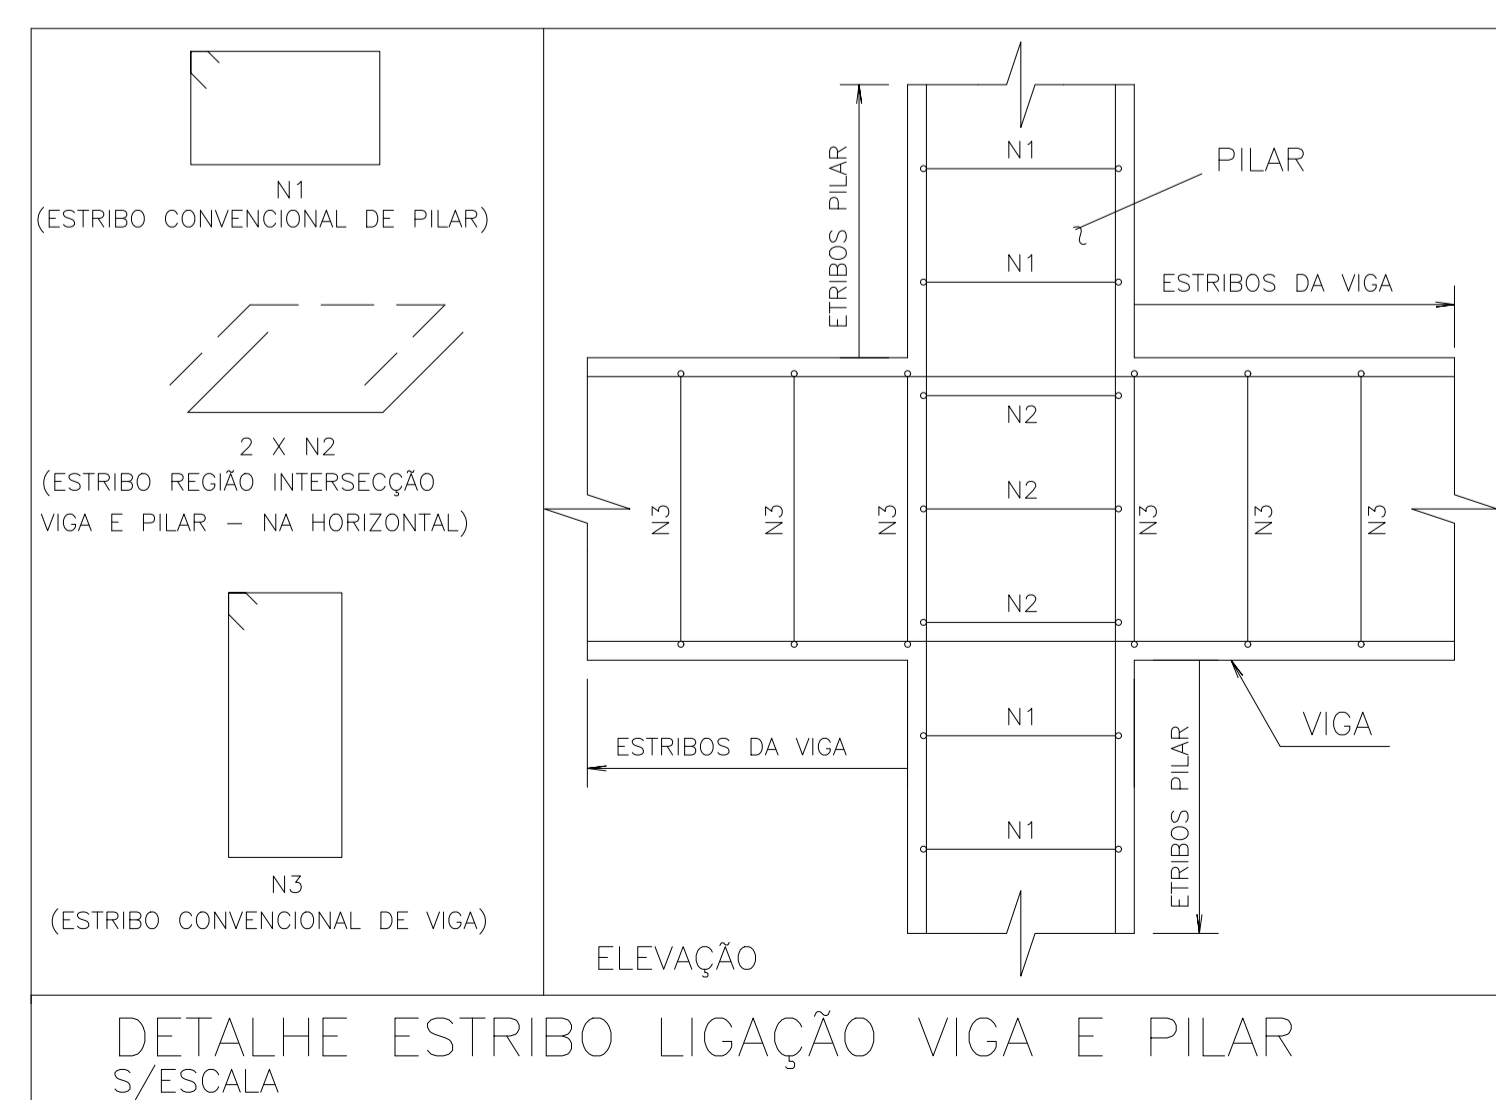 N1
(ESTRIBO CONVENCIONAL DE PILAR)
2 X N2
(ESTRIBO REGIÃO INTERSECÇÃO
VIGA E PILAR – NA HORIZONTAL)
N3
(ESTRIBO CONVENCIONAL DE VIGA)
ETRIBOS PILAR
N1
PILAR
N1
ESTRIBOS DA VIGA
N2
N3
N3
N3
N2
N3
N3
N3
N2
N1
ESTRIBOS DA VIGA
VIGA
ETRIBOS PILAR
N1
ELEVAÇÃO
DETALHE ESTRIBO LIGAÇÃO VIGA E PILAR
S/ESCALA